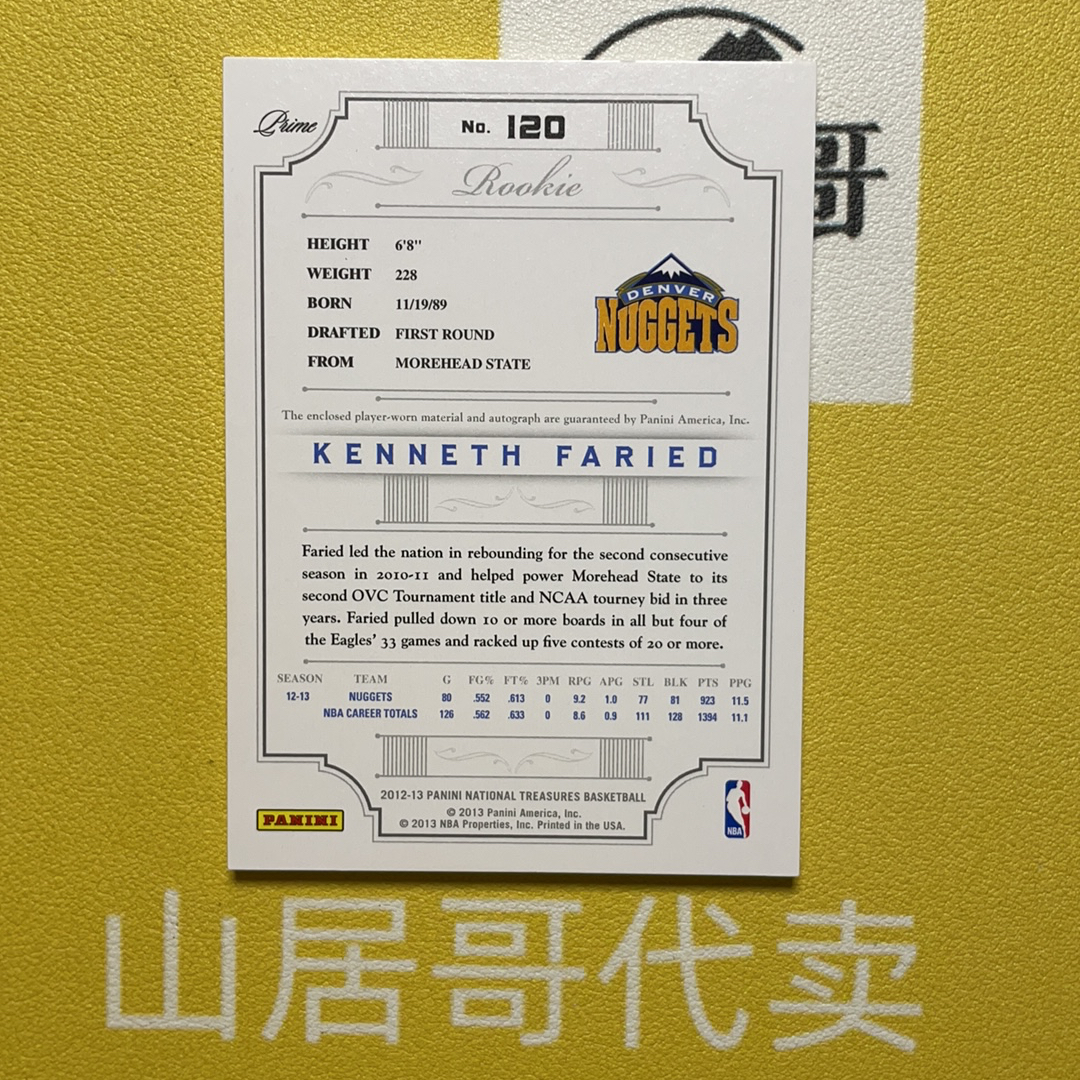 Prime
No. 120
Rookie
哥
HEIGHT 6'8"
WEIGHT 228
BORN 11/19/89
DRAFTED FIRST ROUND
FROM MOREHEAD STATE
DENVER
NUGGETS
The enclosed player-worn material and autograph are guaranteed by Panini America, Inc.
KENNETH FARIED
Faried led the nation in rebounding for the second consecutive
season in 2010-11 and helped power Morehead State to its
second OVC Tournament title and NCAA tourney bid in three
years. Faried pulled down 10 or more boards in all but four of
the Eagles' 33 games and racked up five contests of 20 or more.
SEASON TEAM G FG% FT% 3PM RPG APG STL BLK PTS PPG
12-13 NUGGETS 80 .552 .613 0 9.2 1.0 77 81 923 11.5
NBA CAREER TOTALS 126 .562 .633 0 8.6 0.9 111 128 1394 11.1
2012-13 PANINI NATIONAL TREASURES BASKETBALL
© 2013 Panini America, Inc.
© 2013 NBA Properties, Inc. Printed in the USA.
PANINI
NBA
山居哥代卖